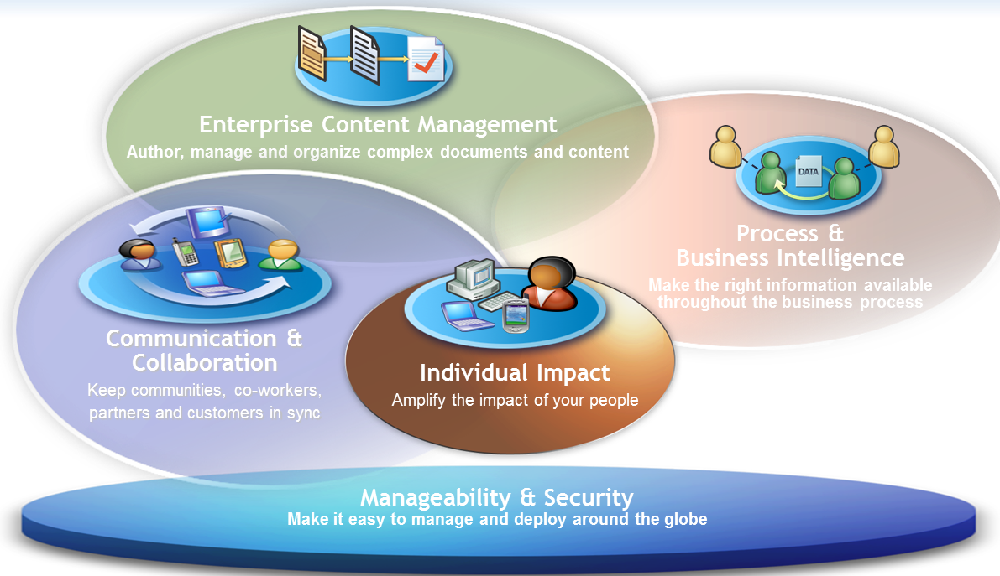 Enterprise Content Management
Author, manage and organize complex documents and content
DATA
Process &
Business Intelligence
Make the right information available
throughout the business process
Communication &
Collaboration
Keep communities, co-workers,
partners and customers in sync
Individual Impact
Amplify the impact of your people
Manageability & Security
Make it easy to manage and deploy around the globe